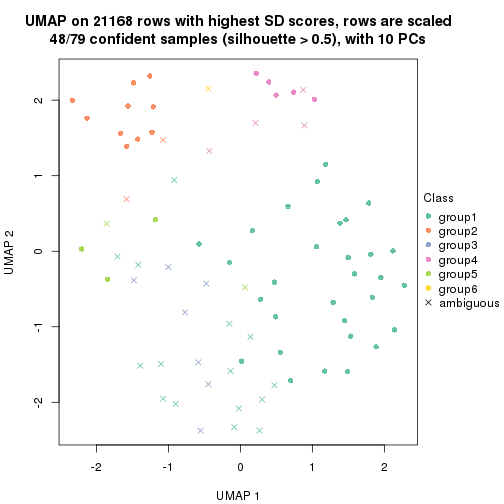 UMAP on 21168 rows with highest SD scores, rows are scaled
48/79 confident samples (silhouette > 0.5), with 10 PCs
2
1
0
-1
-2
UMAP 2
-2
-1
0
1
2
UMAP 1
Class
group1
group2
group3
group4
group5
group6
ambiguous